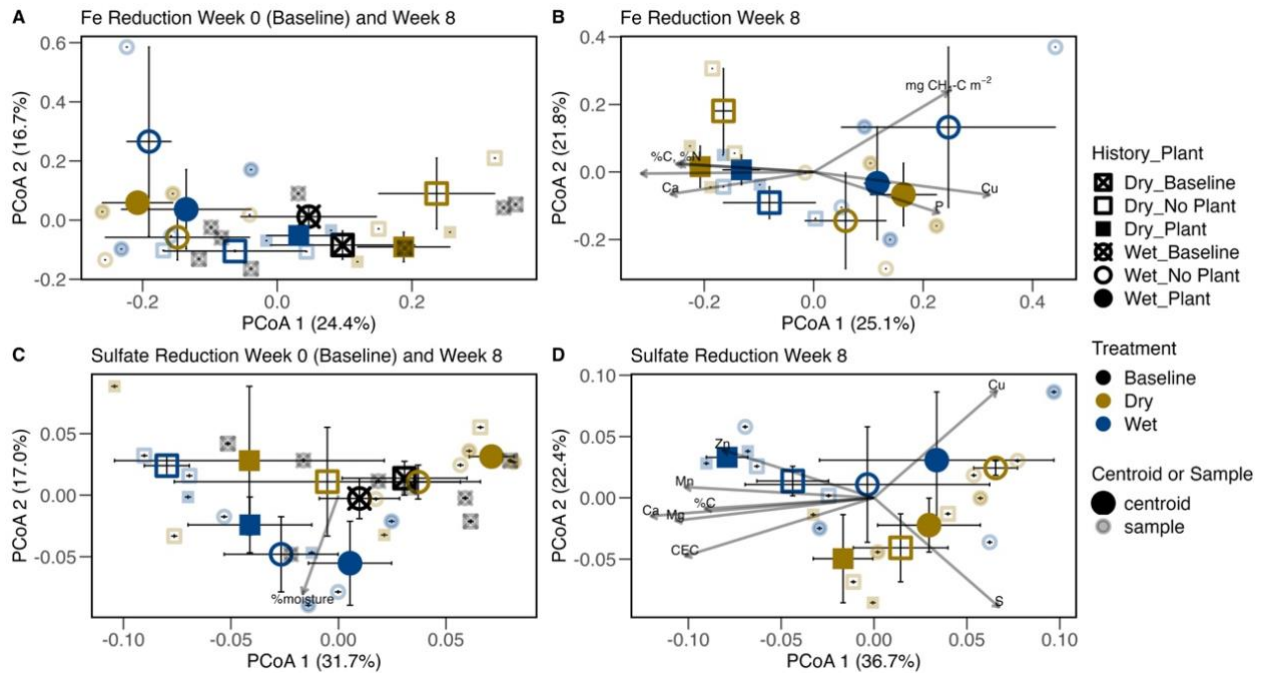 A Fe Reduction Week 0 (Baseline) and Week 8
PCoA 2 (16.7%)
0.6
0.4
0.2
0.0
-0.2
-0.2 0.0 0.2
PCoA 1 (24.4%)
B Fe Reduction Week 8
PCoA 2 (21.8%)
0.4
0.2
0.0
-0.2
mg CH₄-C m⁻²
%C, %N
Ca
Cu
P
-0.2 0.0 0.2 0.4
PCoA 1 (25.1%)
C Sulfate Reduction Week 0 (Baseline) and Week 8
PCoA 2 (17.0%)
0.05
0.00
-0.05
%moisture
-0.10 -0.05 0.00 0.05
PCoA 1 (31.7%)
D Sulfate Reduction Week 8
PCoA 2 (22.4%)
0.10
0.05
0.00
-0.05
Cu
Zn
Mn
%C
Ca Mg
CEC
S
-0.10 -0.05 0.00 0.05 0.10
PCoA 1 (36.7%)
History_Plant
Dry_Baseline
Dry_No Plant
Dry_Plant
Wet_Baseline
Wet_No Plant
Wet_Plant
Treatment
Baseline
Dry
Wet
Centroid or Sample
centroid
sample